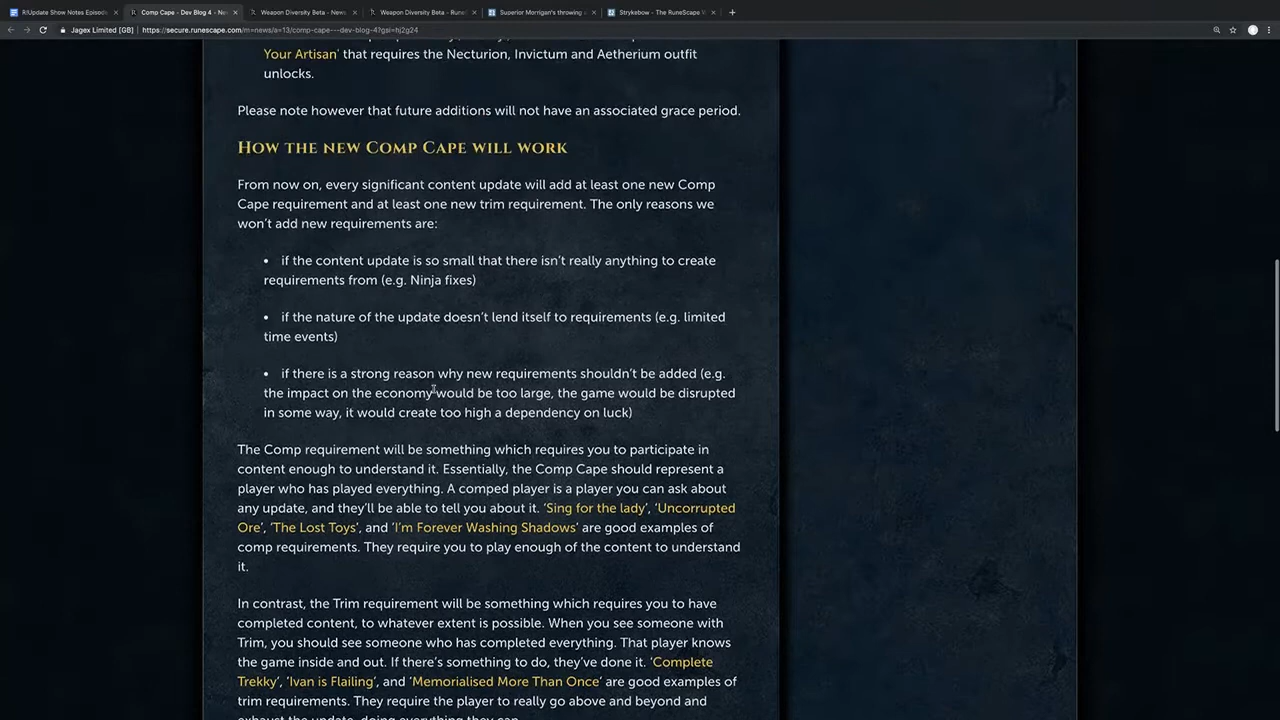 R/Update Show Notes Episod
Comp Cape - Dev Blog 4 - Ne
Weapon Diversity Beta - News
Weapon Diversity Beta - Rune
Superior Morrigan's throwing a
Strykebow - The RuneScape W
Jagex Limited [GB] | https://secure.runescape.com/m=news/a=13/comp-cape---dev-blog-4?gsi=hj2g24
Your Artisan' that requires the Necturion, Invictum and Aetherium outfit
unlocks.
Please note however that future additions will not have an associated grace period.
How the new Comp Cape will work
From now on, every significant content update will add at least one new Comp
Cape requirement and at least one new trim requirement. The only reasons we
won't add new requirements are:
• if the content update is so small that there isn't really anything to create
requirements from (e.g. Ninja fixes)
• if the nature of the update doesn't lend itself to requirements (e.g. limited
time events)
• if there is a strong reason why new requirements shouldn't be added (e.g.
the impact on the economy would be too large, the game would be disrupted
in some way, it would create too high a dependency on luck)
The Comp requirement will be something which requires you to participate in
content enough to understand it. Essentially, the Comp Cape should represent a
player who has played everything. A comped player is a player you can ask about
any update, and they'll be able to tell you about it. 'Sing for the lady', 'Uncorrupted
Ore', 'The Lost Toys', and 'I'm Forever Washing Shadows' are good examples of
comp requirements. They require you to play enough of the content to understand
it.
In contrast, the Trim requirement will be something which requires you to have
completed content, to whatever extent is possible. When you see someone with
Trim, you should see someone who has completed everything. That player knows
the game inside and out. If there's something to do, they've done it. 'Complete
Trekky', 'Ivan is Flailing', and 'Memorialised More Than Once' are good examples of
trim requirements. They require the player to really go above and beyond and
exhaust the update, doing everything they can.